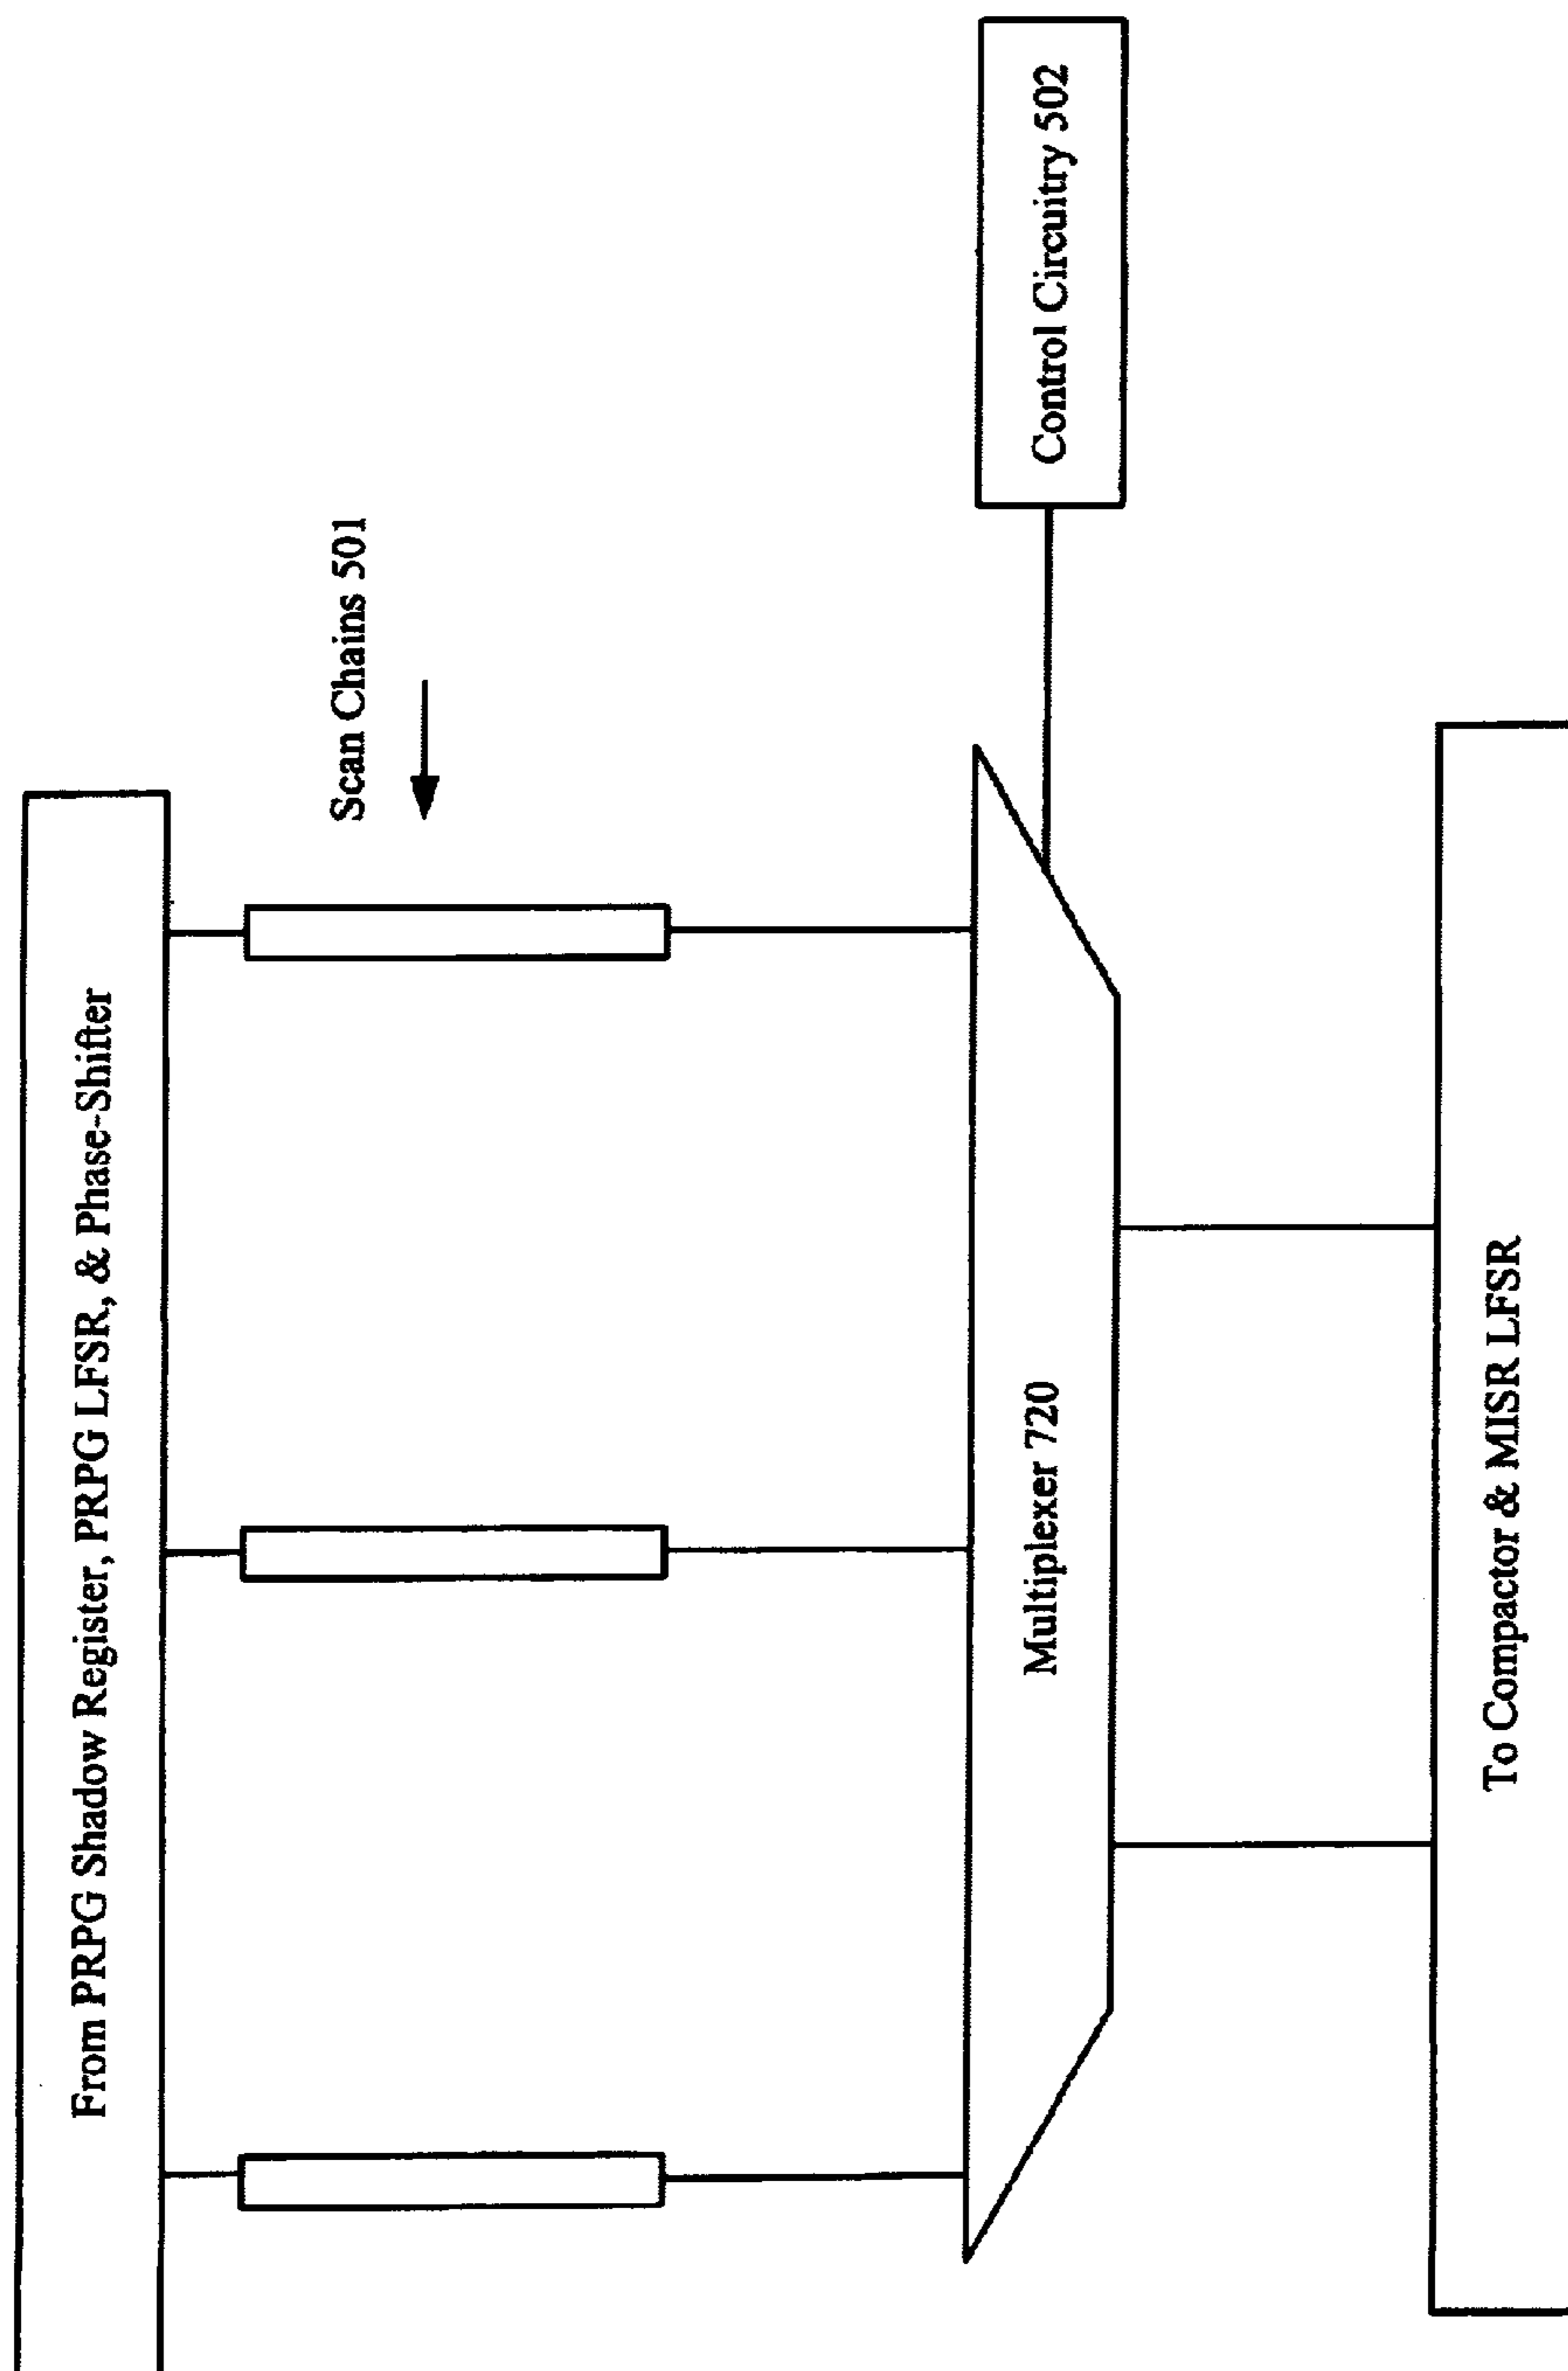 From PRPG Shadow Register, PRPG LFSR, & Phase-Shifter
Scan Chains 501
Multiplexer 720
Control Circuitry 502
To Compactor & MISR LFSR